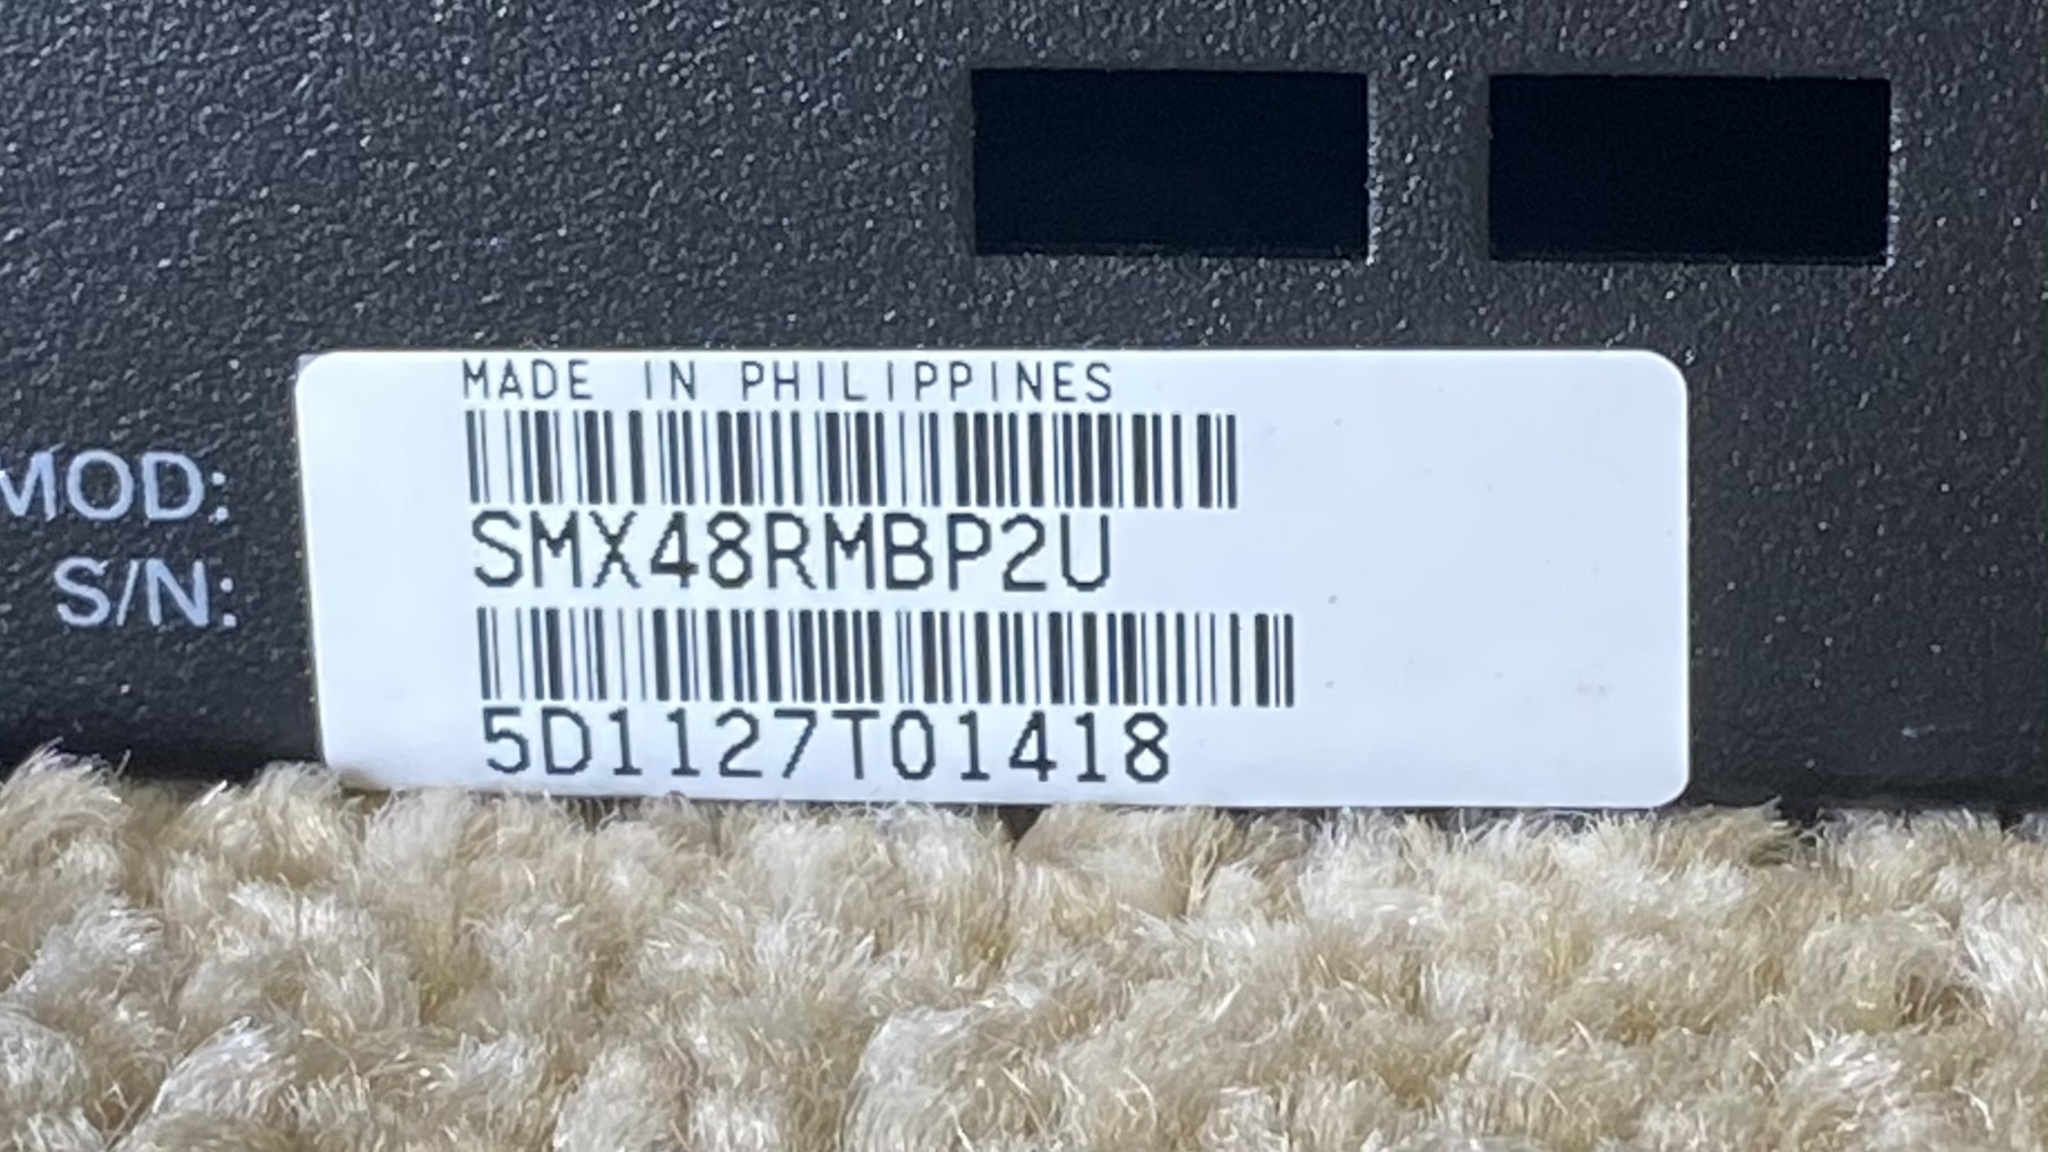 MADE IN PHILIPPINES
MOD: SMX48RMBP2U
S/N: 5D1127T01418